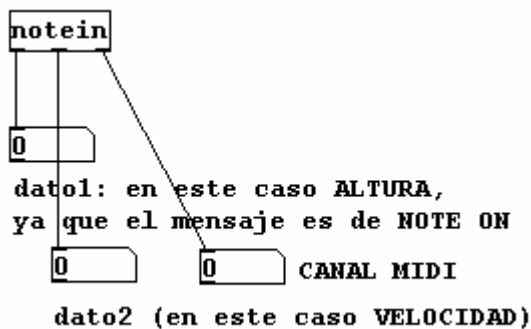 notein
0
dato1: en este caso ALTURA,
ya que el mensaje es de NOTE ON
0
0
CANAL MIDI
dato2 (en este caso VELOCIDAD)